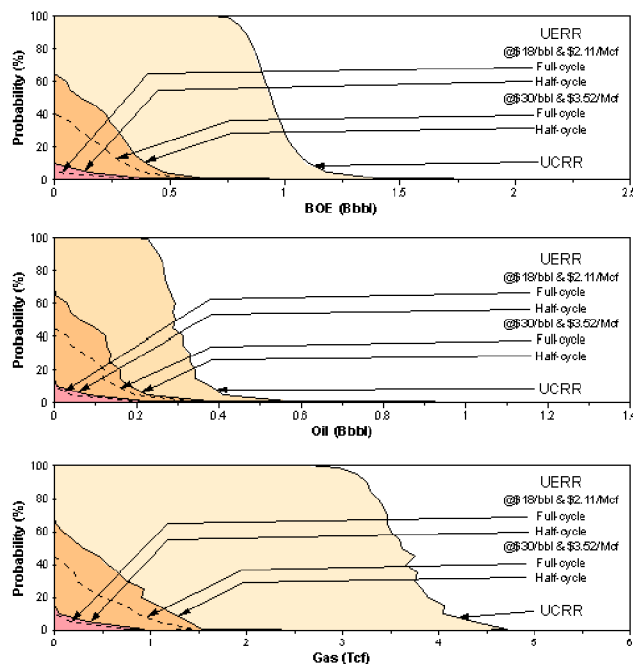 100
UERR
@$18/bbl & $2.11/Mcf
80
Full-cycle
Half-cycle
60
@$30/bbl & $3.52/Mcf
Full-cycle
40
Half-cycle
20
UCRR
0
Probability (%)
0 0.5 1 1.5 2 2.5
BOE (Bbbl)
100
UERR
@$18/bbl & $2.11/Mcf
80
Full-cycle
Half-cycle
60
@$30/bbl & $3.52/Mcf
Full-cycle
40
Half-cycle
20
UCRR
0
Probability (%)
0 0.2 0.4 0.6 0.8 1 1.2 1.4
Oil (Bbbl)
100
UERR
@$18/bbl & $2.11/Mcf
80
Full-cycle
Half-cycle
60
@$30/bbl & $3.52/Mcf
Full-cycle
40
Half-cycle
20
UCRR
0
Probability (%)
0 1 2 3 4 5 6
Gas (Tcf)